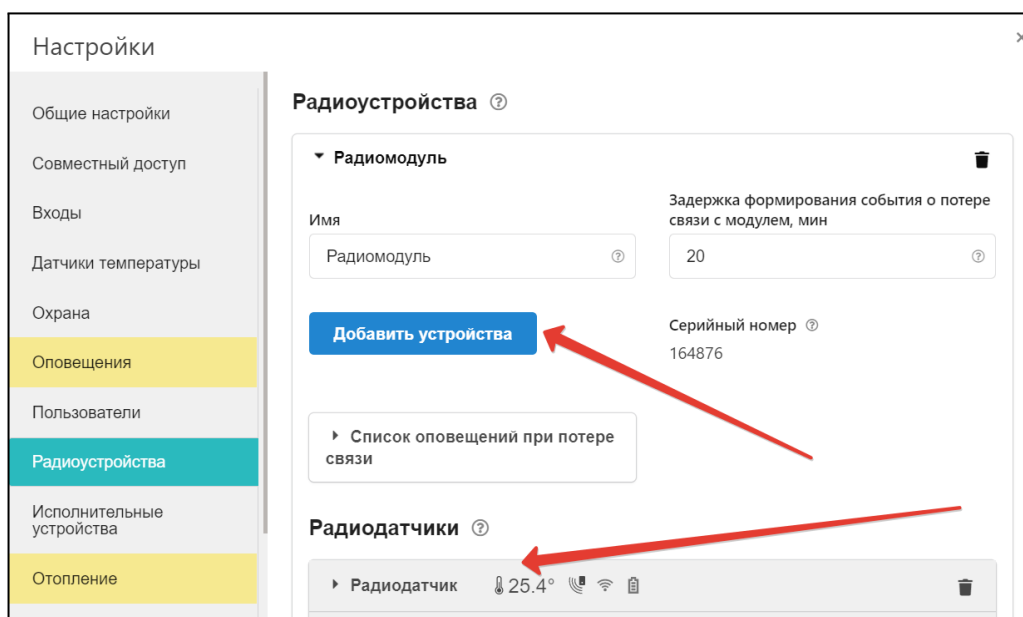 Настройки
Общие настройки
Совместный доступ
Входы
Датчики температуры
Охрана
Оповещения
Пользователи
Радиоустройства
Исполнительные
устройства
Отопление
Радиоустройства
Радиомодуль
Имя
Радиомодуль
Задержка формирования события о потере
связи с модулем, мин
20
Добавить устройства
Серийный номер
164876
Список оповещений при потере
связи
Радиодатчики
Радиодатчик 25.4°